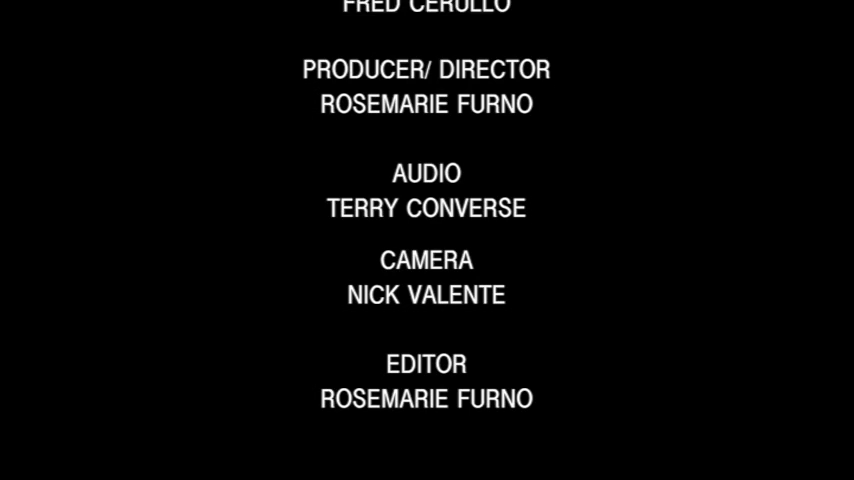 FRED CERULLO
PRODUCER/ DIRECTOR
ROSEMARIE FURNO
AUDIO
TERRY CONVERSE
CAMERA
NICK VALENTE
EDITOR
ROSEMARIE FURNO